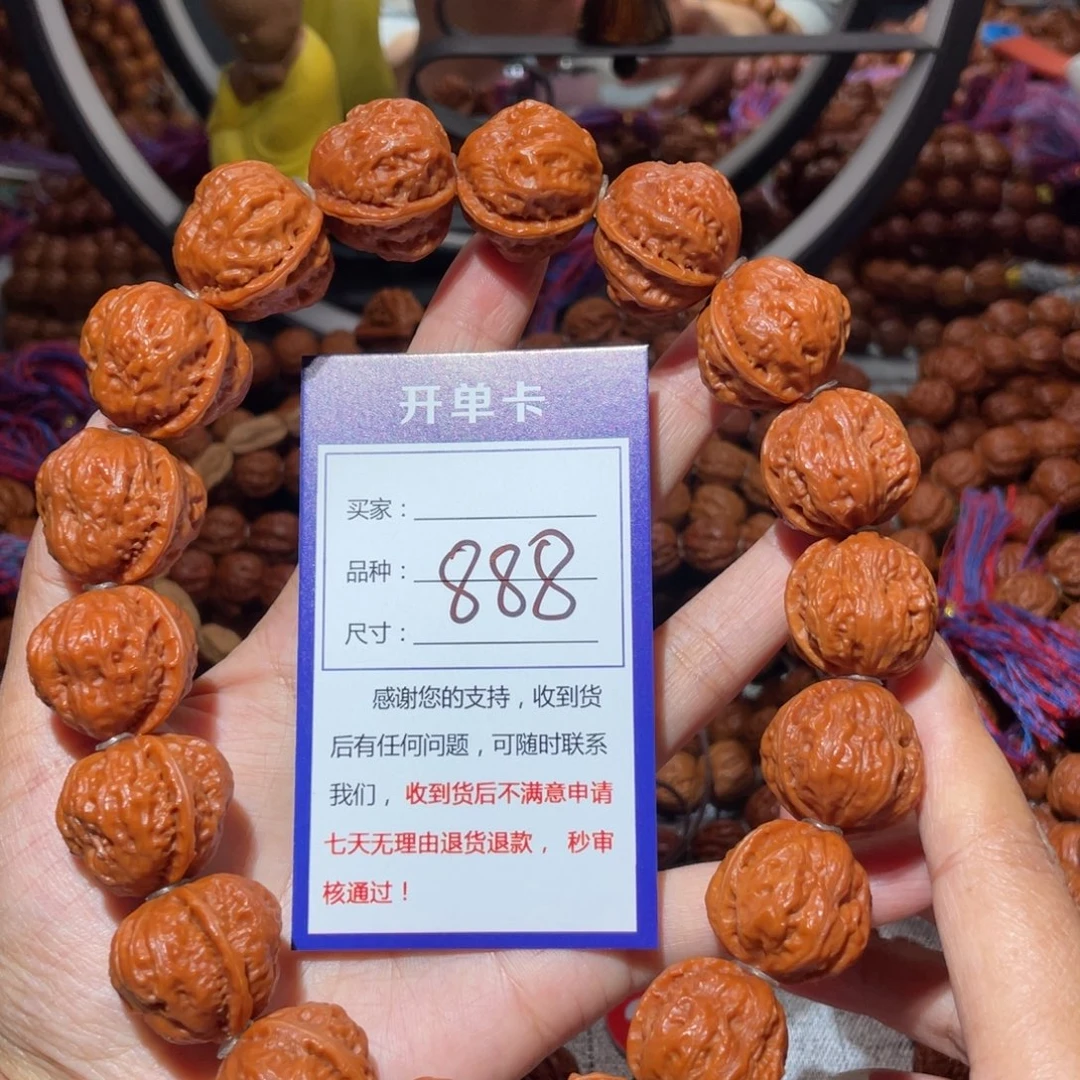 开单卡
买家：
品种：888
尺寸：
感谢您的支持，收到货
后有任何问题，可随时联系
我们，收到货后不满意申请
七天无理由退货退款，秒审
核通过！